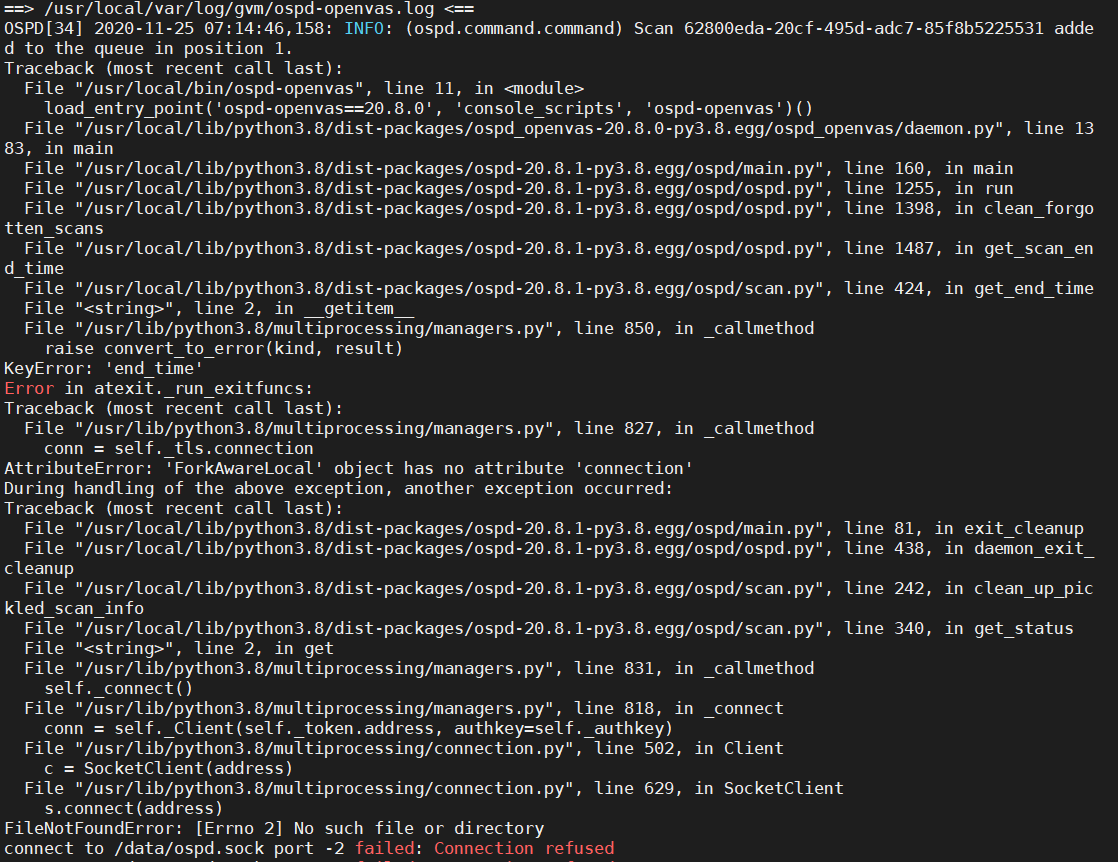 ==> /usr/local/var/log/gvm/ospd-openvas.log <==
OSPD[34] 2020-11-25 07:14:46,158: INFO: (ospd.command.command) Scan 62800eda-20cf-495d-adc7-85f8b5225531 adde
d to the queue in position 1.
Traceback (most recent call last):
  File "/usr/local/bin/ospd-openvas", line 11, in <module>
    load_entry_point('ospd-openvas==20.8.0', 'console_scripts', 'ospd-openvas')()
  File "/usr/local/lib/python3.8/dist-packages/ospd_openvas-20.8.0-py3.8.egg/ospd_openvas/daemon.py", line 13
83, in main
  File "/usr/local/lib/python3.8/dist-packages/ospd-20.8.1-py3.8.egg/ospd/main.py", line 160, in main
  File "/usr/local/lib/python3.8/dist-packages/ospd-20.8.1-py3.8.egg/ospd/ospd.py", line 1255, in run
  File "/usr/local/lib/python3.8/dist-packages/ospd-20.8.1-py3.8.egg/ospd/ospd.py", line 1398, in clean_forgo
tten_scans
  File "/usr/local/lib/python3.8/dist-packages/ospd-20.8.1-py3.8.egg/ospd/ospd.py", line 1487, in get_scan_en
d_time
  File "/usr/local/lib/python3.8/dist-packages/ospd-20.8.1-py3.8.egg/ospd/scan.py", line 424, in get_end_time
  File "<string>", line 2, in __getitem__
  File "/usr/lib/python3.8/multiprocessing/managers.py", line 850, in _callmethod
    raise convert_to_error(kind, result)
KeyError: 'end_time'
Error in atexit._run_exitfuncs:
Traceback (most recent call last):
  File "/usr/lib/python3.8/multiprocessing/managers.py", line 827, in _callmethod
    conn = self._tls.connection
AttributeError: 'ForkAwareLocal' object has no attribute 'connection'
During handling of the above exception, another exception occurred:
Traceback (most recent call last):
  File "/usr/local/lib/python3.8/dist-packages/ospd-20.8.1-py3.8.egg/ospd/main.py", line 81, in exit_cleanup
  File "/usr/local/lib/python3.8/dist-packages/ospd-20.8.1-py3.8.egg/ospd/ospd.py", line 438, in daemon_exit_
cleanup
  File "/usr/local/lib/python3.8/dist-packages/ospd-20.8.1-py3.8.egg/ospd/scan.py", line 242, in clean_up_pic
kled_scan_info
  File "/usr/local/lib/python3.8/dist-packages/ospd-20.8.1-py3.8.egg/ospd/scan.py", line 340, in get_status
  File "<string>", line 2, in get
  File "/usr/lib/python3.8/multiprocessing/managers.py", line 831, in _callmethod
    self._connect()
  File "/usr/lib/python3.8/multiprocessing/managers.py", line 818, in _connect
    conn = self._Client(self._token.address, authkey=self._authkey)
  File "/usr/lib/python3.8/multiprocessing/connection.py", line 502, in Client
    c = SocketClient(address)
  File "/usr/lib/python3.8/multiprocessing/connection.py", line 629, in SocketClient
    s.connect(address)
FileNotFoundError: [Errno 2] No such file or directory
connect to /data/ospd.sock port -2 failed: Connection refused